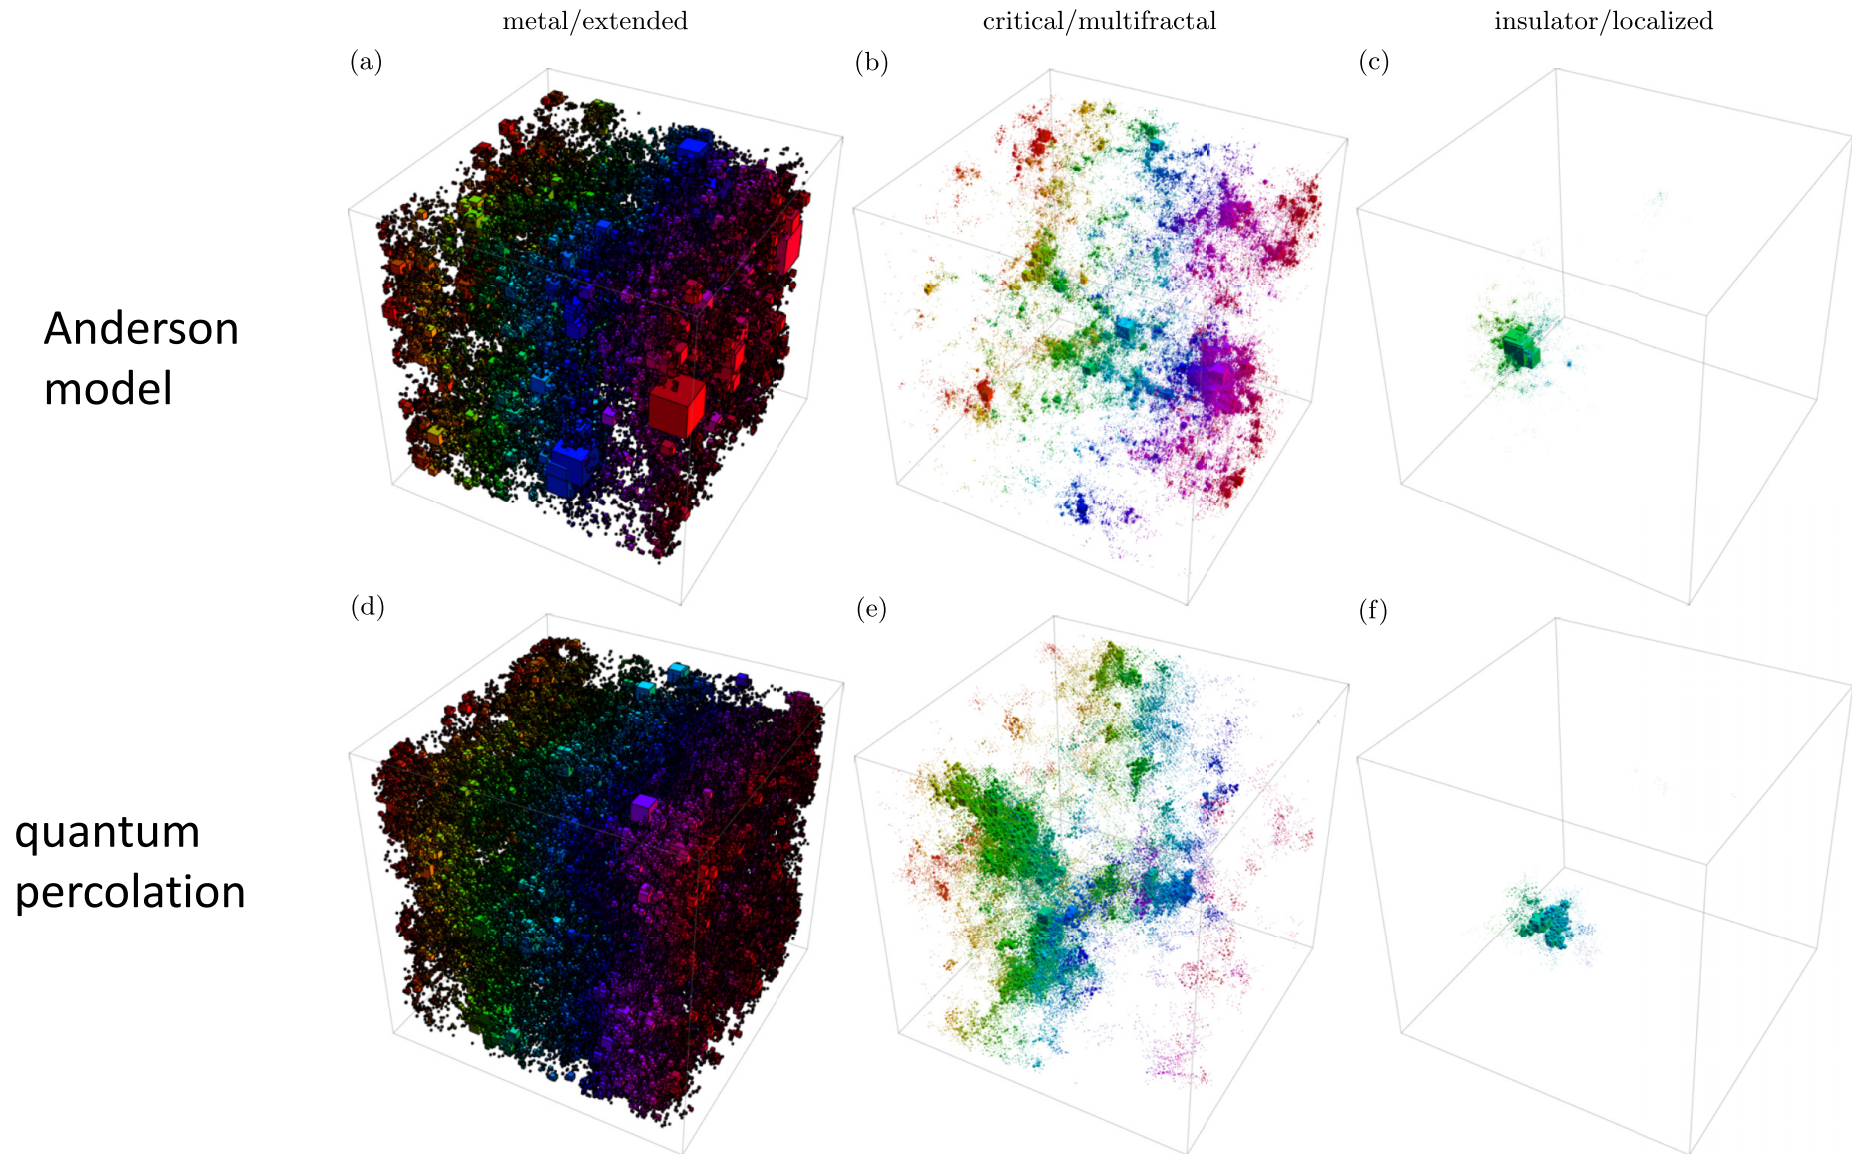 metal/extended
critical/multifractal
insulator/localized
(a)
(b)
(c)
Anderson
model
(d)
(e)
(f)
quantum
percolation